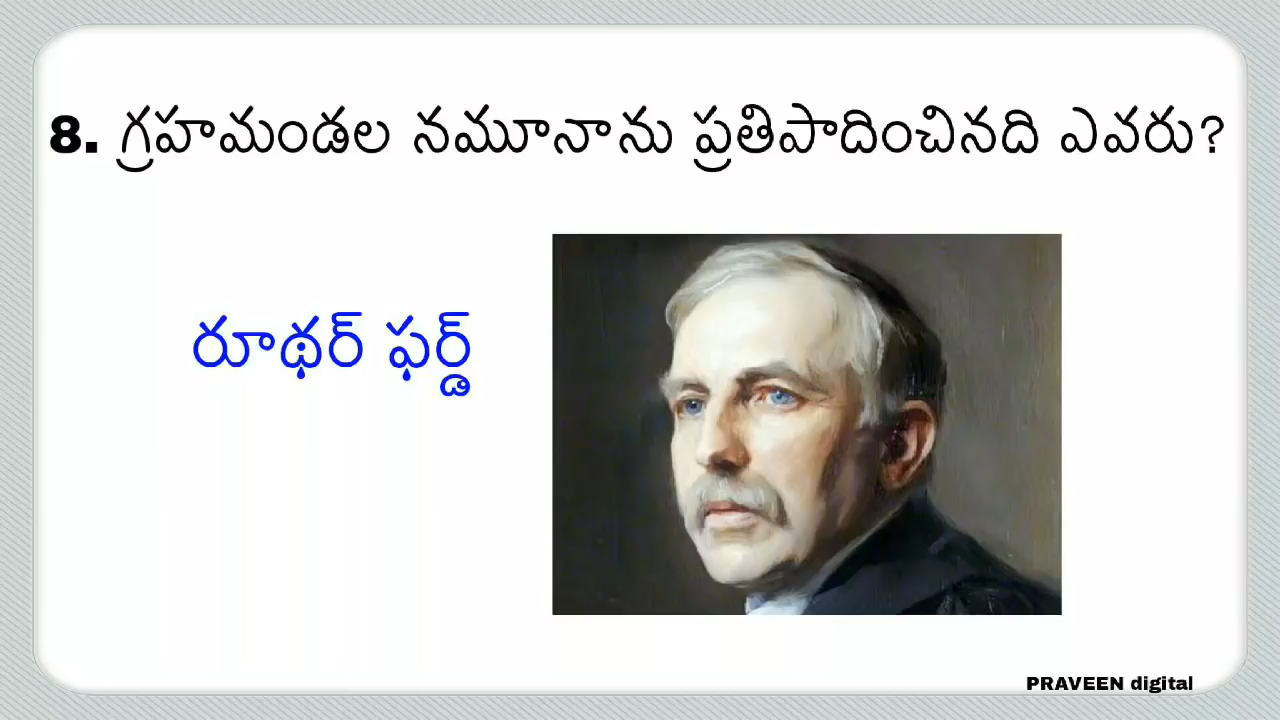 8. గ్రహమండల నమూనాను ప్రతిపాదించినది ఎవరు?
రూథర్ ఫర్డ్
PRAVEEN digital